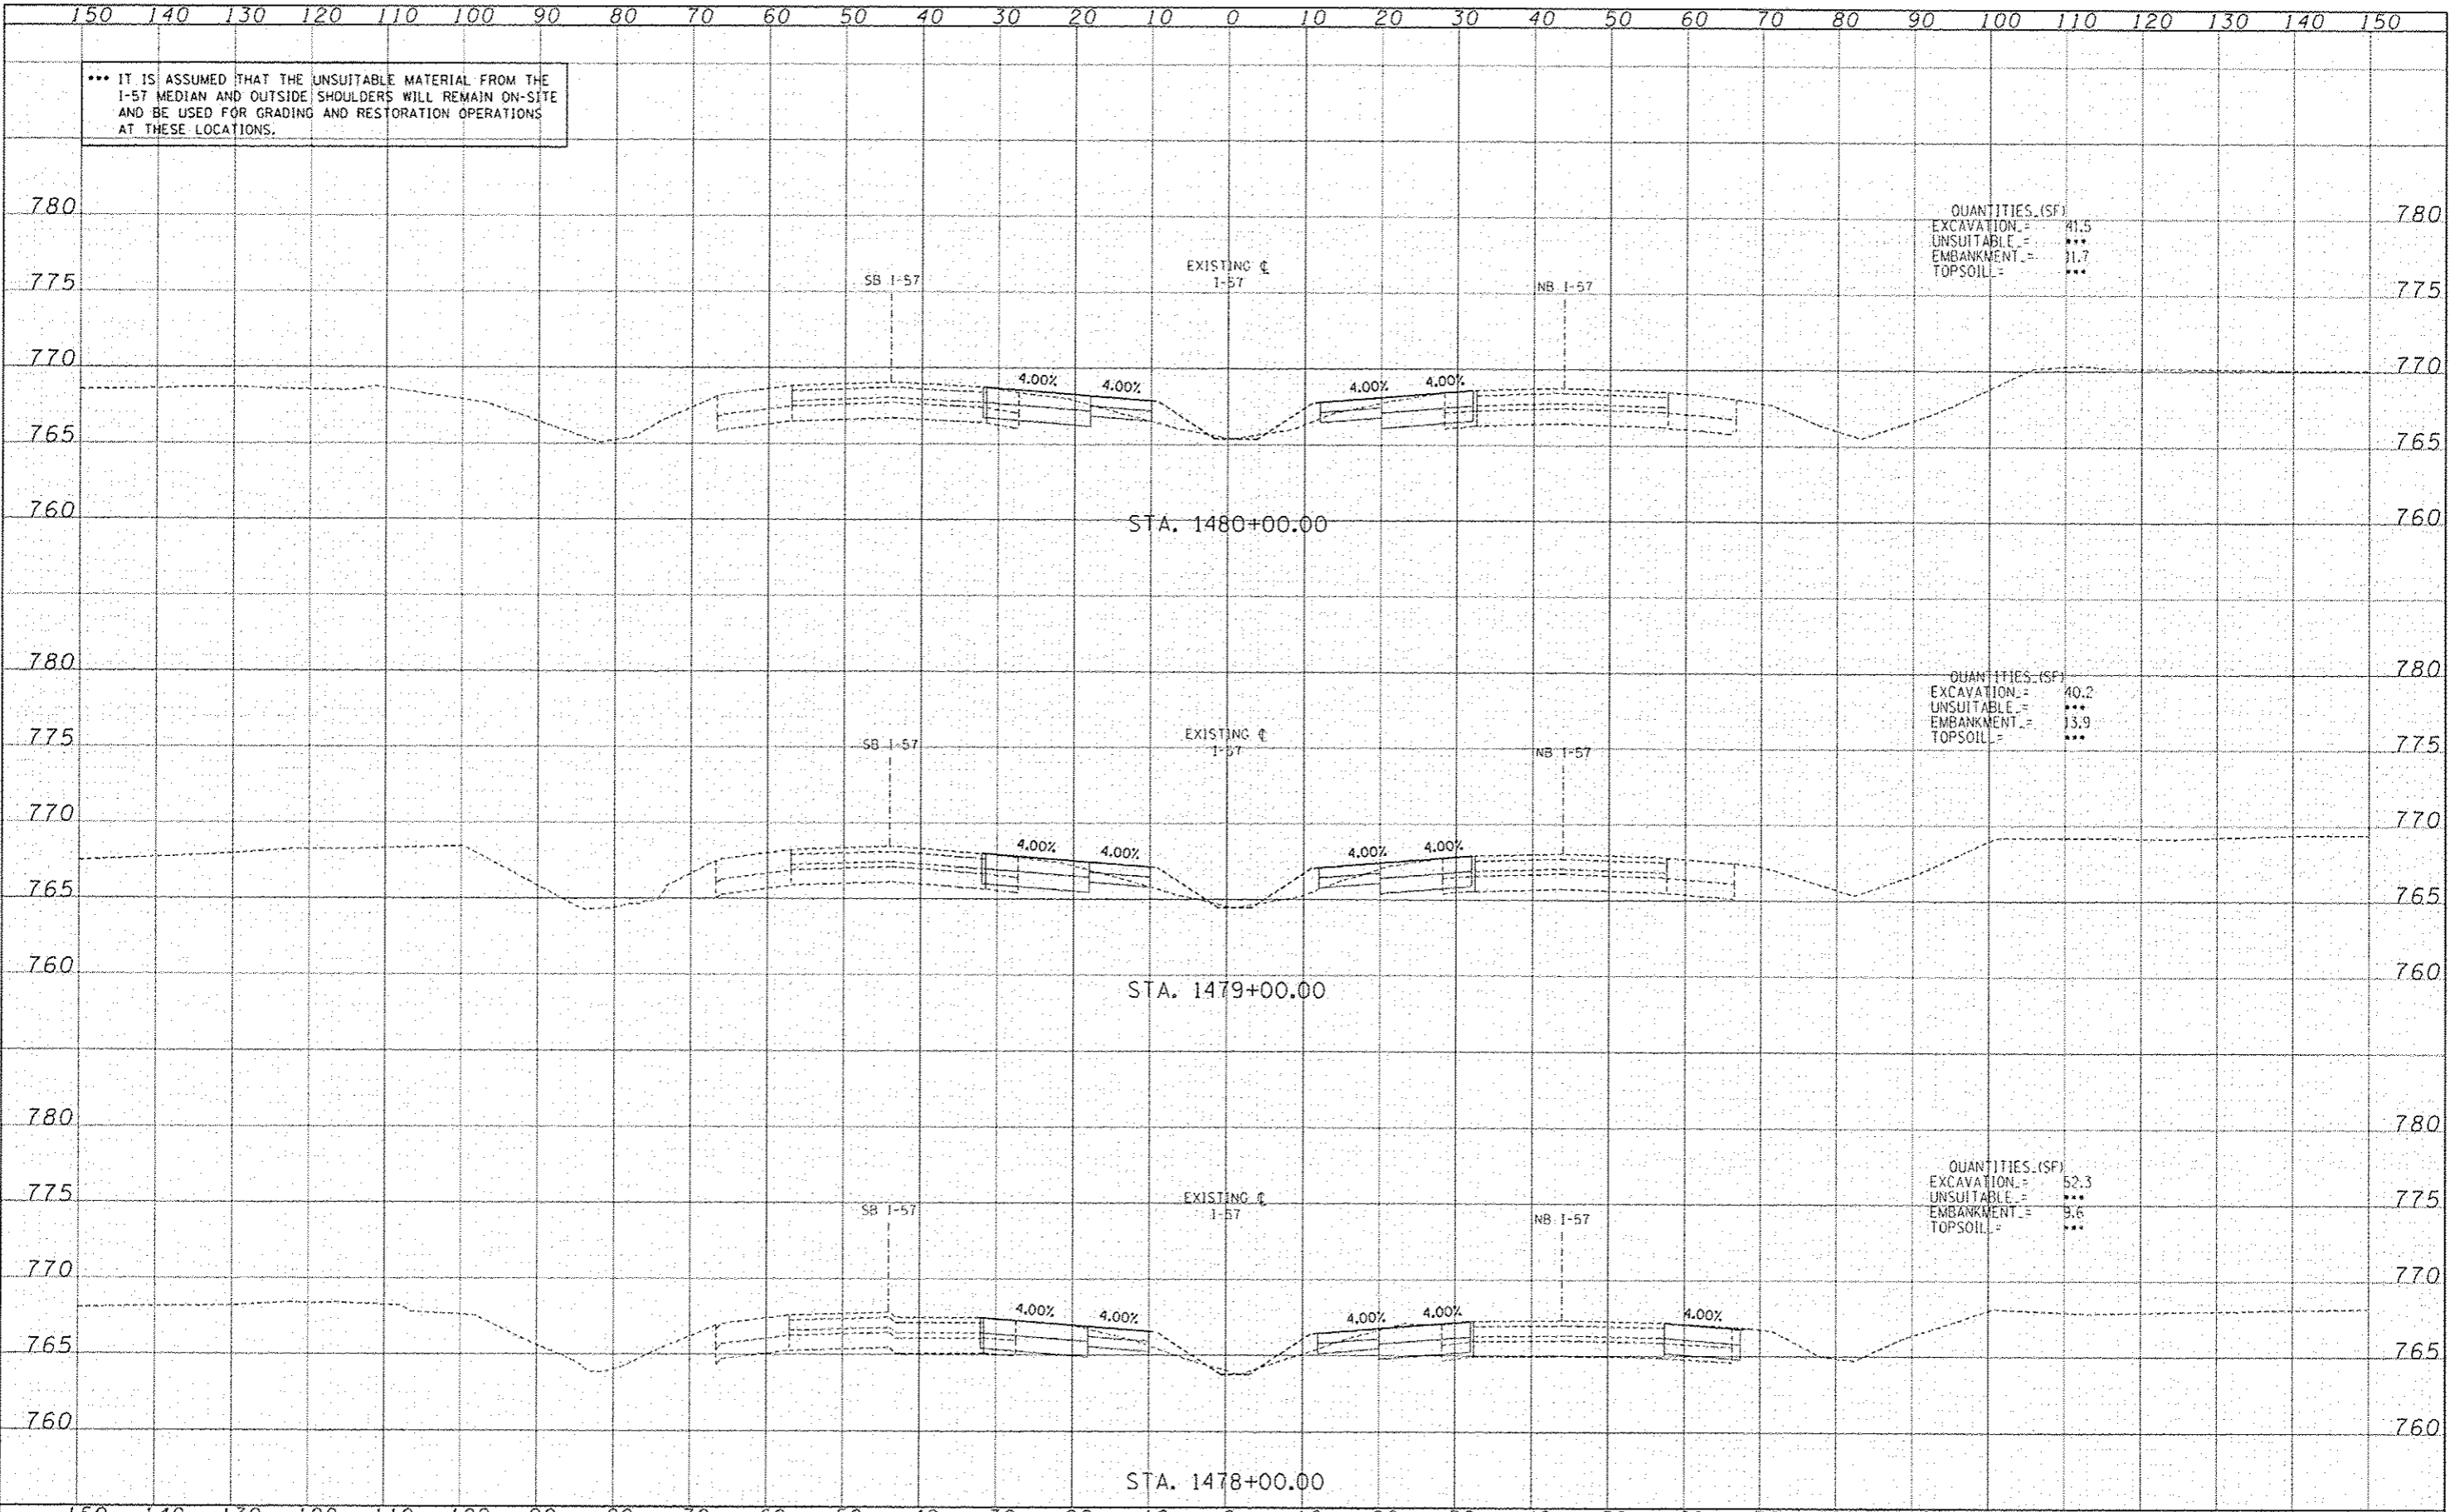 150 140 130 120 110 100 90 80 70 60 50 40 30 20 10 0 10 20 30 40 50 60 70 80 90 100 110 120 130 140 150
*** IT IS ASSUMED THAT THE UNSUITABLE MATERIAL FROM THE
I-57 MEDIAN AND OUTSIDE SHOULDERS WILL REMAIN ON-SITE
AND BE USED FOR GRADING AND RESTORATION OPERATIONS
AT THESE LOCATIONS.
780 780
QUANTITIES (SF)
EXCAVATION = 41.5
UNSUITABLE = ***
EMBANKMENT = 11.7
TOPSOIL = ***
775 775
SB I-57
EXISTING ℄
I-57
NB I-57
770 770
4.00% 4.00% 4.00% 4.00%
765 765
760 760
STA. 1480+00.00
780 780
QUANTITIES (SF)
EXCAVATION = 40.2
UNSUITABLE = ***
EMBANKMENT = 13.9
TOPSOIL = ***
775 775
SB I-57
EXISTING ℄
I-57
NB I-57
770 770
4.00% 4.00% 4.00% 4.00%
765 765
760 760
STA. 1479+00.00
780 780
QUANTITIES (SF)
EXCAVATION = 52.3
UNSUITABLE = ***
EMBANKMENT = 9.6
TOPSOIL = ***
775 775
SB I-57
EXISTING ℄
I-57
NB I-57
770 770
4.00% 4.00% 4.00% 4.00% 4.00%
765 765
760 760
STA. 1478+00.00